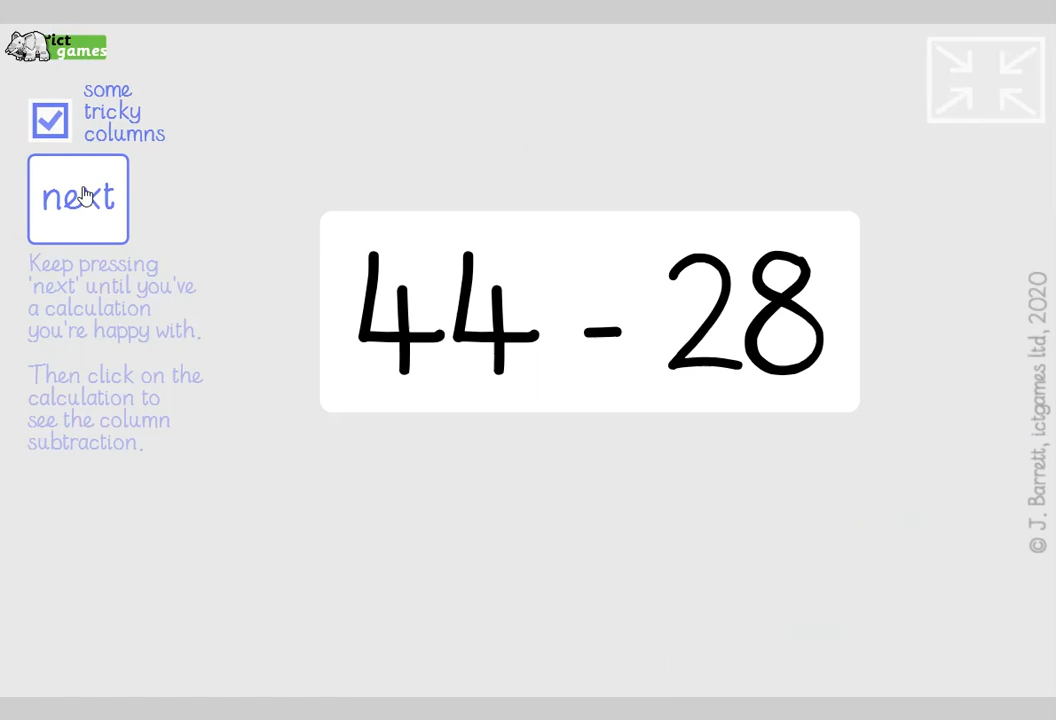 ict
games
some
tricky
columns
next
Keep pressing
'next' until you've
a calculation
you're happy with.
Then click on the
calculation to
see the column
subtraction.
44 - 28
© J. Barrett, ictgames ltd, 2020